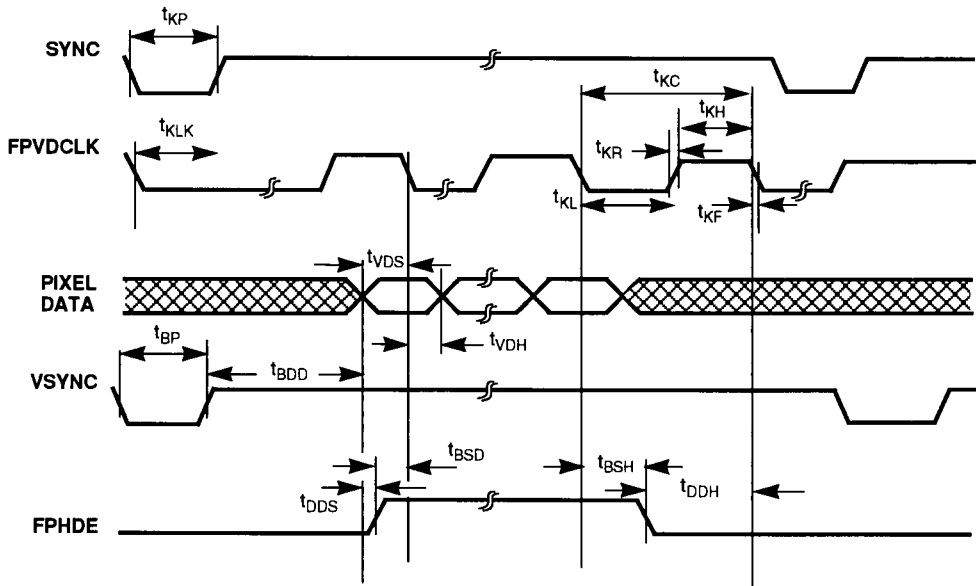 SYNC
tKP
tKC
FPVDCLK
tKLK
tKH
tKR
tKL
tKF
PIXEL
DATA
tVDS
tVDH
VSYNC
tBP
tBDD
tBSD
tBSH
tDDS
tDDH
FPHDE